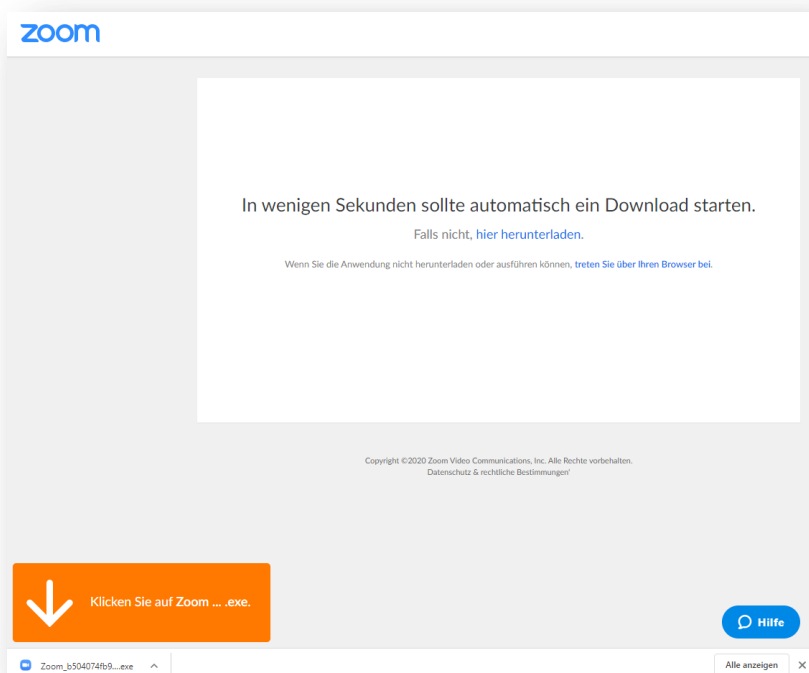 zoom
In wenigen Sekunden sollte automatisch ein Download starten.
Falls nicht, hier herunterladen.
Wenn Sie die Anwendung nicht herunterladen oder ausführen können, treten Sie über Ihren Browser bei.
Copyright ©2020 Zoom Video Communications, Inc. Alle Rechte vorbehalten.
Datenschutz & rechtliche Bestimmungen!
Klicken Sie auf Zoom ... .exe.
Hilfe
Zoom_b504074fb9....exe
Alle anzeigen